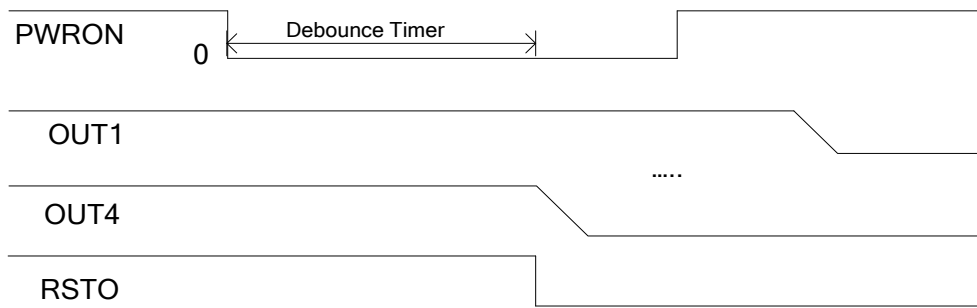 PWRON
Debounce Timer
0
OUT1
.....
OUT4
RSTO